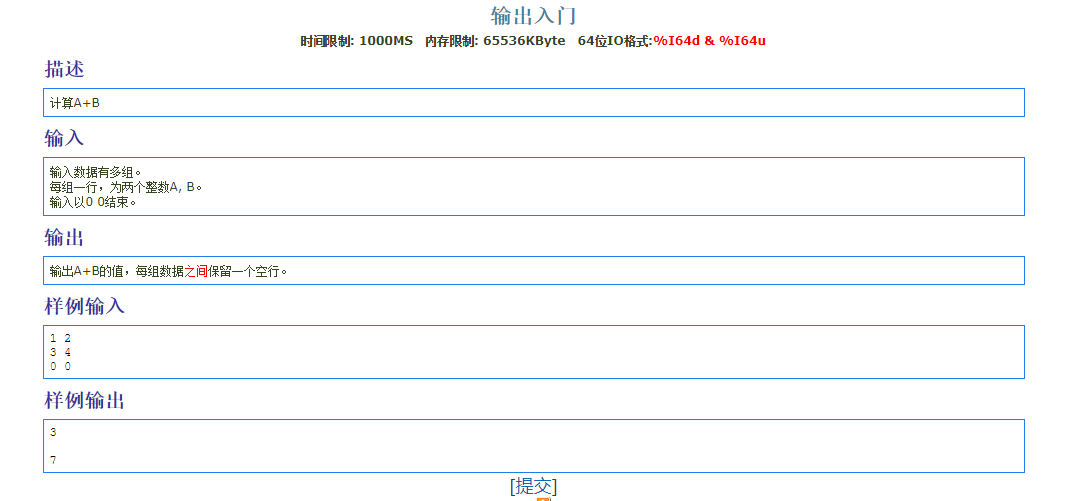 输出入门
时间限制: 1000MS 内存限制: 65536KByte 64位IO格式:%I64d & %I64u
描述
计算A+B
输入
输入数据有多组。
每组一行，为两个整数A, B。
输入以0 0结束。
输出
输出A+B的值，每组数据之间保留一个空行。
样例输入
1 2
3 4
0 0
样例输出
3
7
[提交]